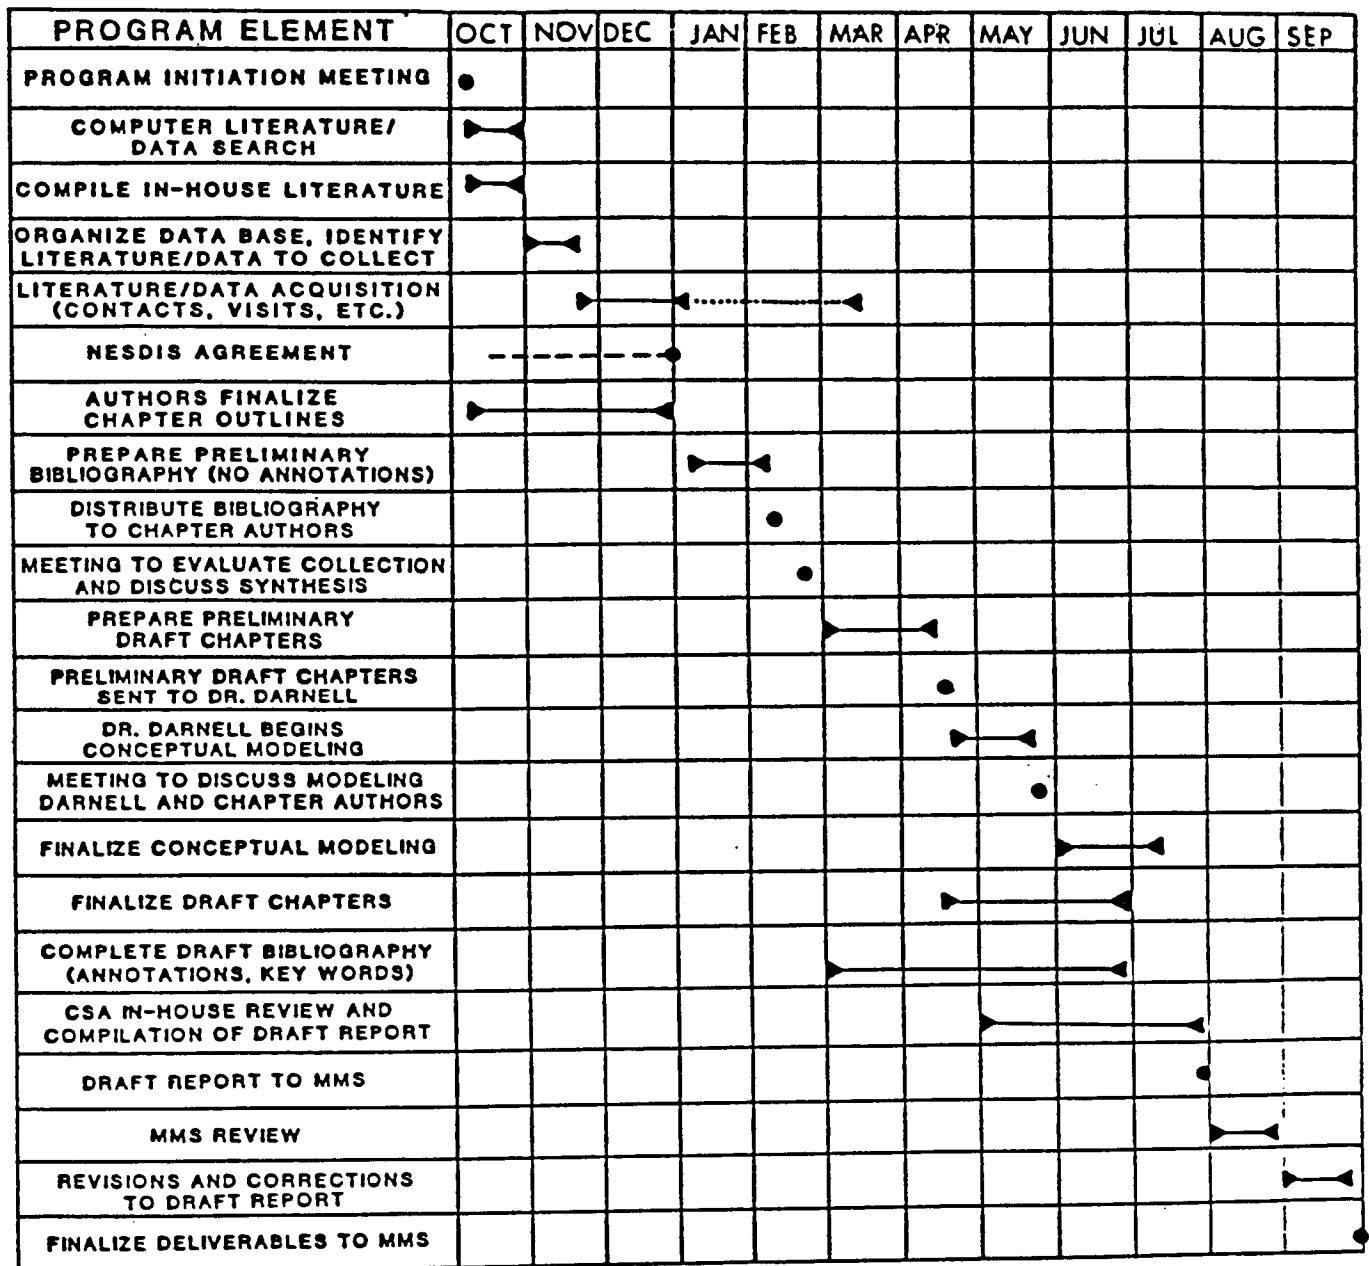 PROGRAM ELEMENT OCT NOV DEC JAN FEB MAR APR MAY JUN JUL AUG SEP
PROGRAM INITIATION MEETING
COMPUTER LITERATURE/
DATA SEARCH
COMPILE IN-HOUSE LITERATURE
ORGANIZE DATA BASE, IDENTIFY
LITERATURE/DATA TO COLLECT
LITERATURE/DATA ACQUISITION
(CONTACTS, VISITS, ETC.)
NESDIS AGREEMENT
AUTHORS FINALIZE
CHAPTER OUTLINES
PREPARE PRELIMINARY
BIBLIOGRAPHY (NO ANNOTATIONS)
DISTRIBUTE BIBLIOGRAPHY
TO CHAPTER AUTHORS
MEETING TO EVALUATE COLLECTION
AND DISCUSS SYNTHESIS
PREPARE PRELIMINARY
DRAFT CHAPTERS
PRELIMINARY DRAFT CHAPTERS
SENT TO DR. DARNELL
DR. DARNELL BEGINS
CONCEPTUAL MODELING
MEETING TO DISCUSS MODELING
DARNELL AND CHAPTER AUTHORS
FINALIZE CONCEPTUAL MODELING
FINALIZE DRAFT CHAPTERS
COMPLETE DRAFT BIBLIOGRAPHY
(ANNOTATIONS, KEY WORDS)
CSA IN-HOUSE REVIEW AND
COMPILATION OF DRAFT REPORT
DRAFT REPORT TO MMS
MMS REVIEW
REVISIONS AND CORRECTIONS
TO DRAFT REPORT
FINALIZE DELIVERABLES TO MMS